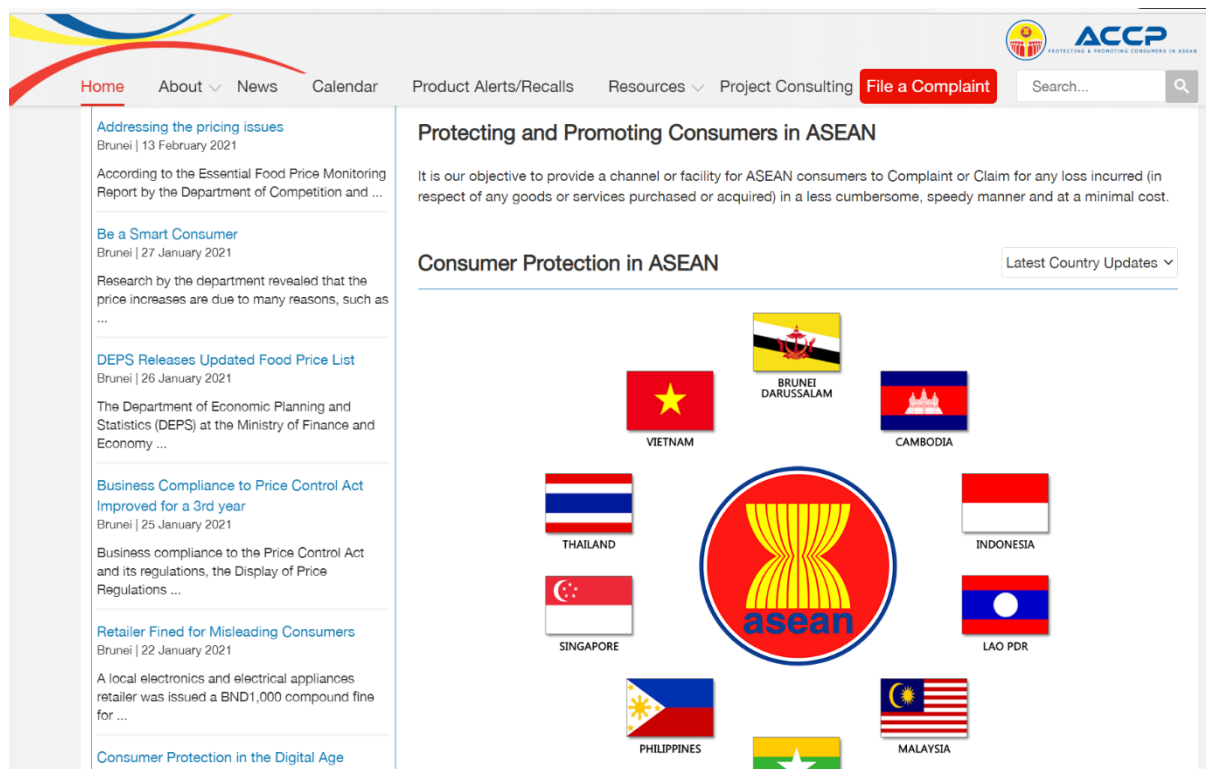 ACCP
PROTECTING & PROMOTING CONSUMERS IN ASEAN
Home About News Calendar Product Alerts/Recalls Resources Project Consulting File a Complaint Search...
Addressing the pricing issues
Brunei | 13 February 2021
According to the Essential Food Price Monitoring
Report by the Department of Competition and ...
Be a Smart Consumer
Brunei | 27 January 2021
Research by the department revealed that the
price increases are due to many reasons, such as
...
DEPS Releases Updated Food Price List
Brunei | 26 January 2021
The Department of Economic Planning and
Statistics (DEPS) at the Ministry of Finance and
Economy ...
Business Compliance to Price Control Act
Improved for a 3rd year
Brunei | 25 January 2021
Business compliance to the Price Control Act
and its regulations, the Display of Price
Regulations ...
Retailer Fined for Misleading Consumers
Brunei | 22 January 2021
A local electronics and electrical appliances
retailer was issued a BND1,000 compound fine
for ...
Consumer Protection in the Digital Age
Protecting and Promoting Consumers in ASEAN
It is our objective to provide a channel or facility for ASEAN consumers to Complaint or Claim for any loss incurred (in
respect of any goods or services purchased or acquired) in a less cumbersome, speedy manner and at a minimal cost.
Consumer Protection in ASEAN
Latest Country Updates
BRUNEI
DARUSSALAM
VIETNAM
CAMBODIA
THAILAND
INDONESIA
asean
SINGAPORE
LAO PDR
PHILIPPINES
MALAYSIA